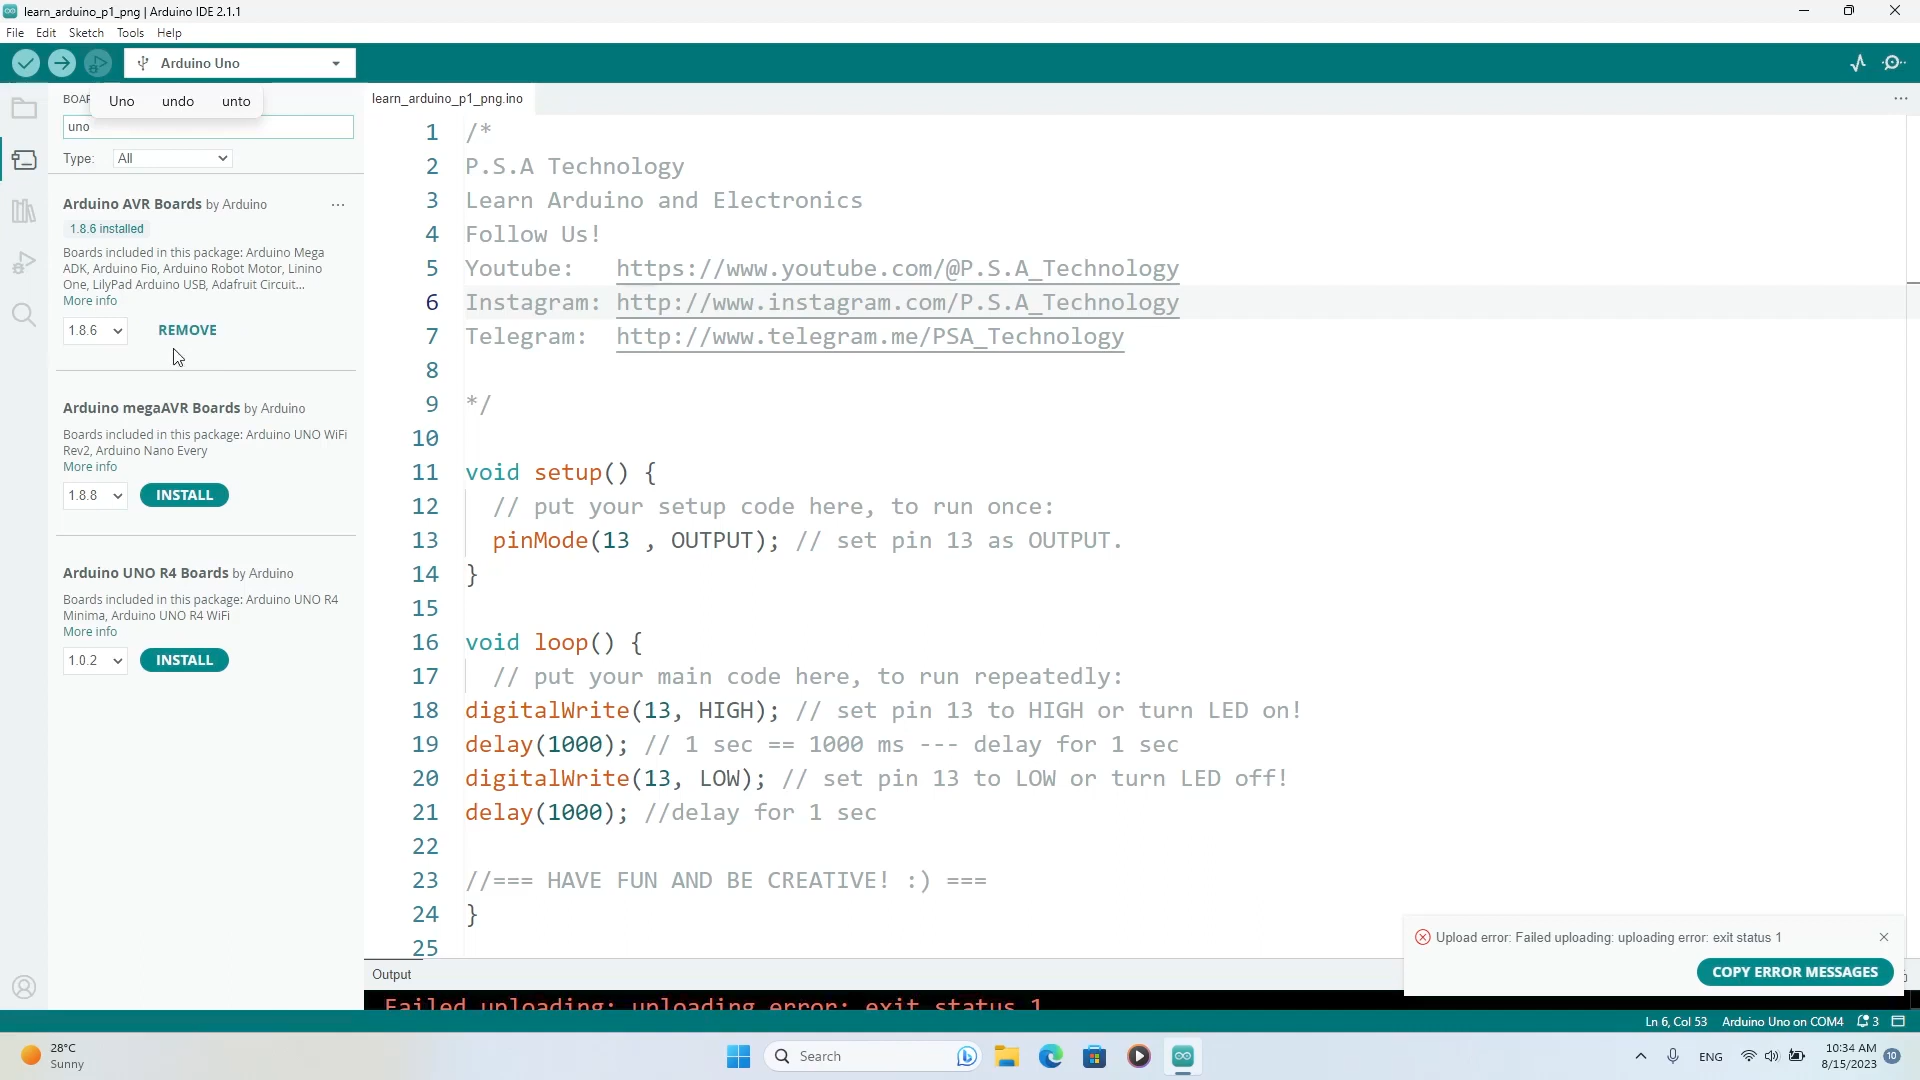 learn_arduino_p1_png | Arduino IDE 2.1.1
File Edit Sketch Tools Help
Arduino Uno
Uno undo unto
uno
Type: All
Arduino AVR Boards by Arduino
1.8.6 installed
Boards included in this package: Arduino Mega
ADK, Arduino Fio, Arduino Robot Motor, Linino
One, LilyPad Arduino USB, Adafruit Circuit...
More info
1.8.6 REMOVE
Arduino megaAVR Boards by Arduino
Boards included in this package: Arduino UNO WiFi
Rev2, Arduino Nano Every
More info
1.8.8 INSTALL
Arduino UNO R4 Boards by Arduino
Boards included in this package: Arduino UNO R4
Minima, Arduino UNO R4 WiFi
More info
1.0.2 INSTALL
learn_arduino_p1_png.ino
1 /*
2 P.S.A Technology
3 Learn Arduino and Electronics
4 Follow Us!
5 Youtube: https://www.youtube.com/@P.S.A_Technology
6 Instagram: http://www.instagram.com/P.S.A_Technology
7 Telegram: http://www.telegram.me/PSA_Technology
8
9 */
10
11 void setup() {
12 // put your setup code here, to run once:
13 pinMode(13 , OUTPUT); // set pin 13 as OUTPUT.
14 }
15
16 void loop() {
17 // put your main code here, to run repeatedly:
18 digitalWrite(13, HIGH); // set pin 13 to HIGH or turn LED on!
19 delay(1000); // 1 sec == 1000 ms --- delay for 1 sec
20 digitalWrite(13, LOW); // set pin 13 to LOW or turn LED off!
21 delay(1000); //delay for 1 sec
22
23 //=== HAVE FUN AND BE CREATIVE! :) ===
24 }
25
Output
Failed uploading: uploading error: exit status 1
Upload error: Failed uploading: uploading error: exit status 1
COPY ERROR MESSAGES
Ln 6, Col 53 Arduino Uno on COM4 3
28°C
Sunny
Search
ENG
10:34 AM
8/15/2023
10